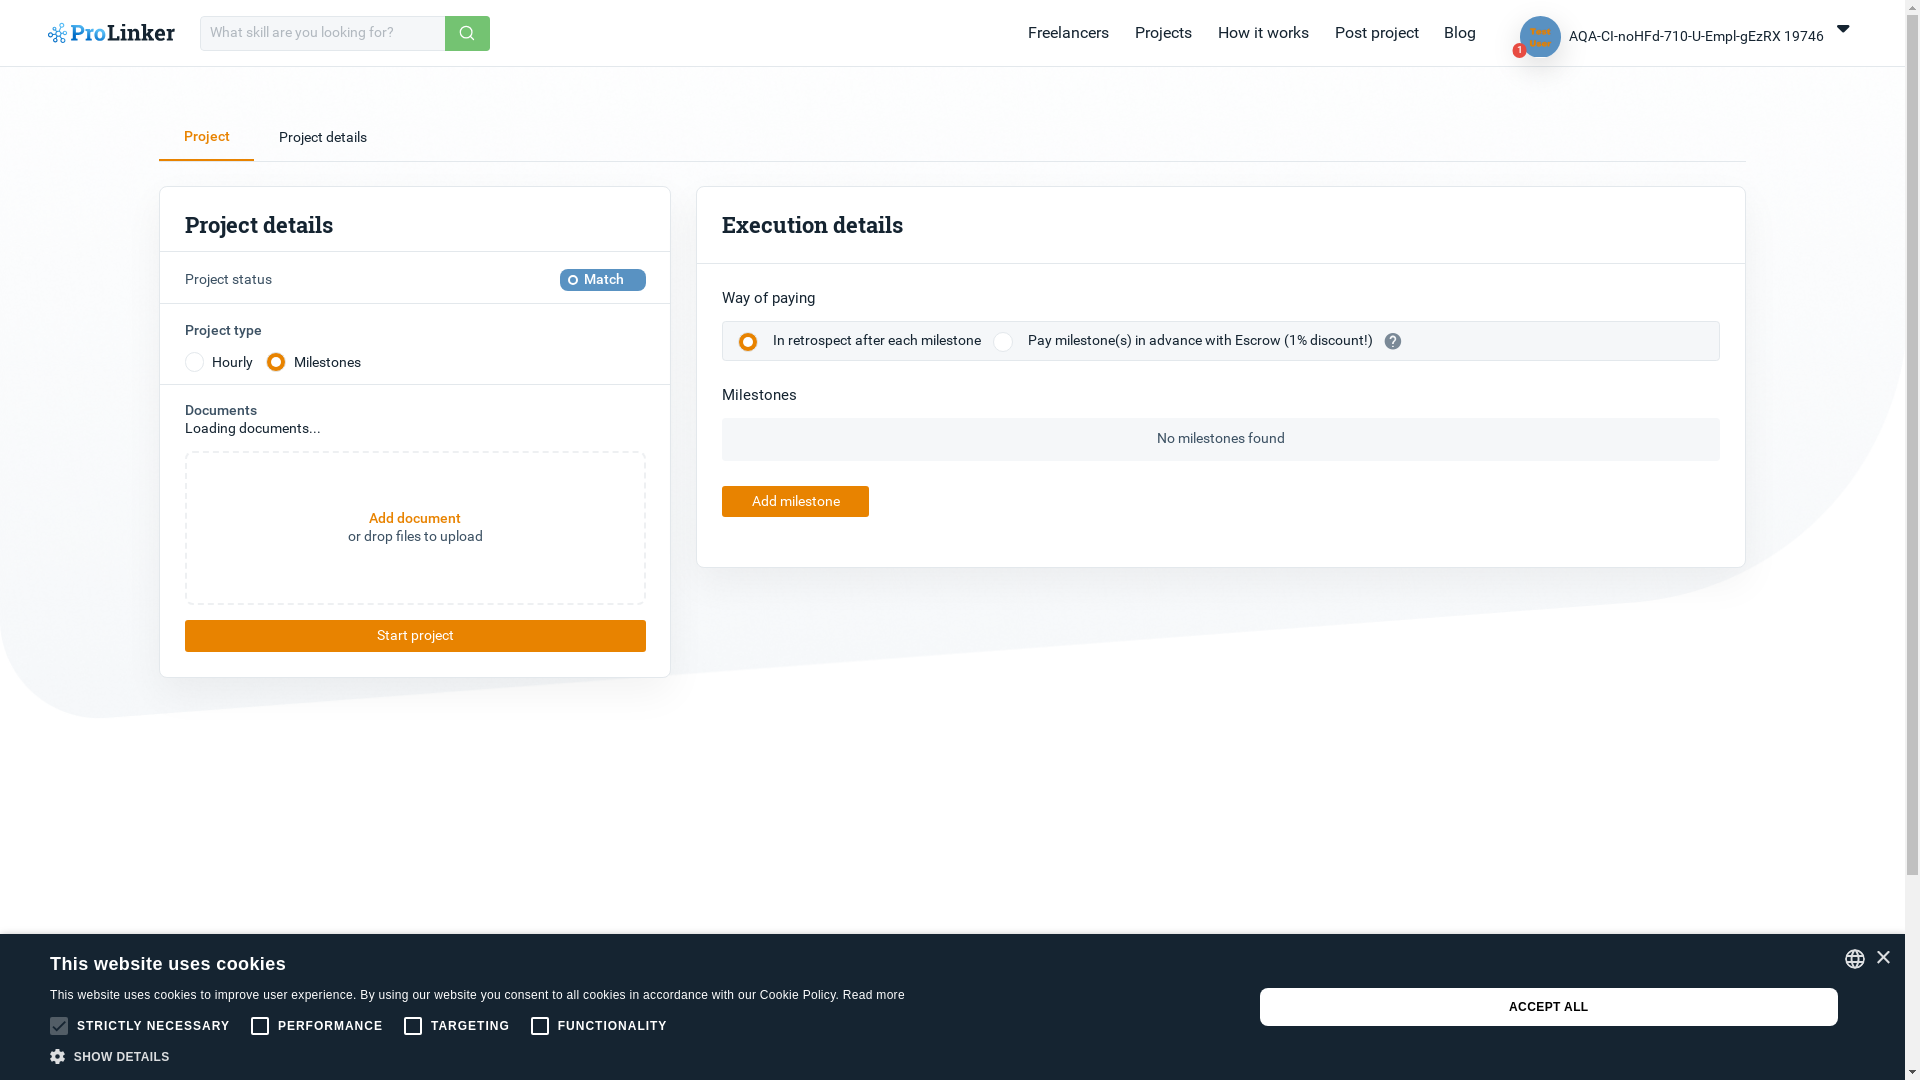 ProLinker
What skill are you looking for?
Freelancers
Projects
How it works
Post project
Blog
Test
User
1
AQA-CI-noHFd-710-U-Empl-gEzRX 19746
Project
Project details
Project details
Project status
Match
Project type
Hourly
Milestones
Documents
Loading documents...
Add document
or drop files to upload
Start project
Execution details
Way of paying
In retrospect after each milestone
Pay milestone(s) in advance with Escrow (1% discount!)
?
Milestones
No milestones found
Add milestone
This website uses cookies
This website uses cookies to improve user experience. By using our website you consent to all cookies in accordance with our Cookie Policy. Read more
STRICTLY NECESSARY
PERFORMANCE
TARGETING
FUNCTIONALITY
SHOW DETAILS
ACCEPT ALL